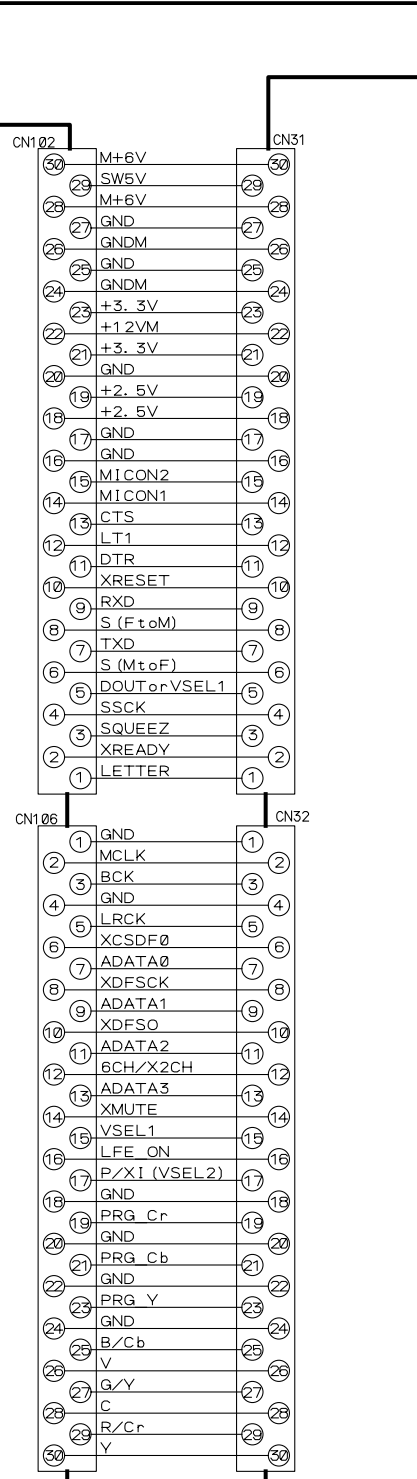 CN102 CN31
30 M+6V 30
29 SW5V 29
28 M+6V 28
27 GND 27
26 GNDM 26
25 GND 25
24 GNDM 24
23 +3.3V 23
22 +12VM 22
21 +3.3V 21
20 GND 20
19 +2.5V 19
18 +2.5V 18
17 GND 17
16 GND 16
15 MICON2 15
14 MICON1 14
13 CTS 13
12 LT1 12
11 DTR 11
10 XRESET 10
9 RXD 9
8 S(FtoM) 8
7 TXD 7
6 S(MtoF) 6
5 DOUTorVSEL1 5
4 SSCK 4
3 SQUEEZ 3
2 XREADY 2
1 LETTER 1
CN106 CN32
1 GND 1
2 MCLK 2
3 BCK 3
4 GND 4
5 LRCK 5
6 XCSDF0 6
7 ADATA0 7
8 XDFSCK 8
9 ADATA1 9
10 XDFSO 10
11 ADATA2 11
12 6CH/X2CH 12
13 ADATA3 13
14 XMUTE 14
15 VSEL1 15
16 LFE_ON 16
17 P/XI(VSEL2) 17
18 GND 18
19 PRG_Cr 19
20 GND 20
21 PRG_Cb 21
22 GND 22
23 PRG_Y 23
24 GND 24
25 B/Cb 25
26 V 26
27 G/Y 27
28 C 28
29 R/Cr 29
30 Y 30